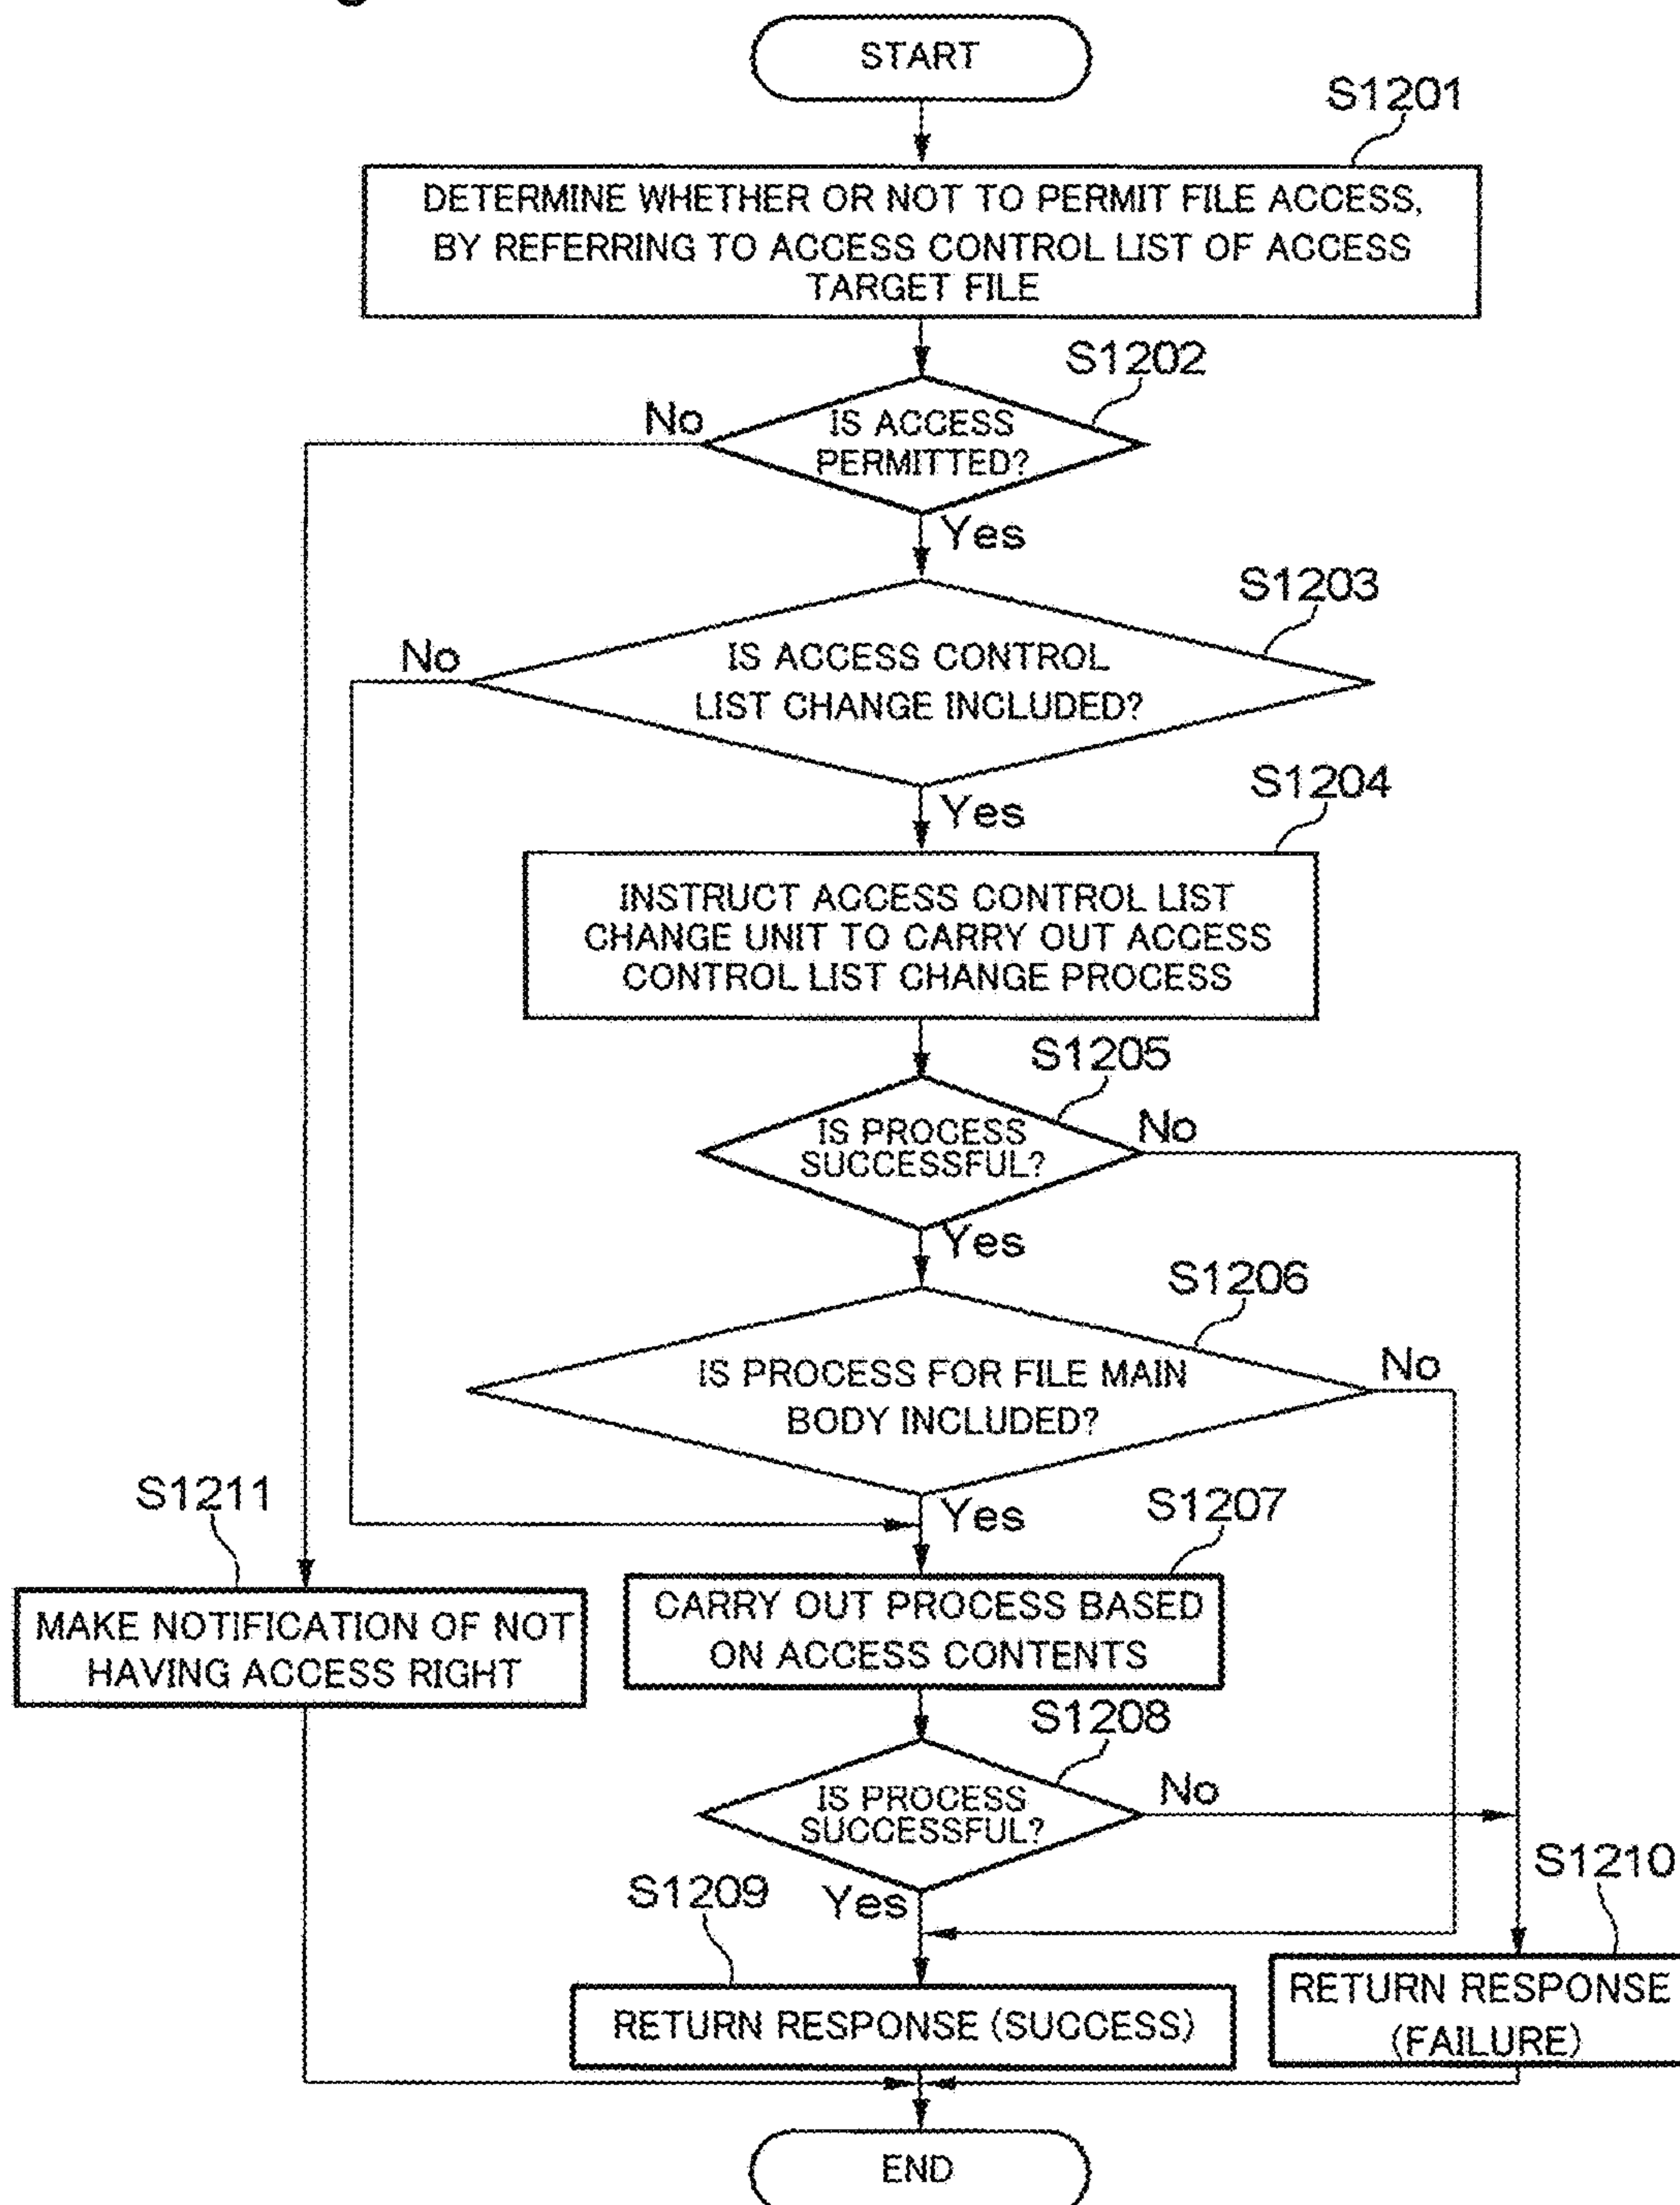 START
S1201
DETERMINE WHETHER OR NOT TO PERMIT FILE ACCESS,
BY REFERRING TO ACCESS CONTROL LIST OF ACCESS
TARGET FILE
S1202
No
IS ACCESS
PERMITTED?
Yes
S1203
No
IS ACCESS CONTROL
LIST CHANGE INCLUDED?
Yes
S1204
INSTRUCT ACCESS CONTROL LIST
CHANGE UNIT TO CARRY OUT ACCESS
CONTROL LIST CHANGE PROCESS
S1205
No
IS PROCESS
SUCCESSFUL?
Yes
S1206
No
IS PROCESS FOR FILE MAIN
BODY INCLUDED?
Yes
S1211
S1207
MAKE NOTIFICATION OF NOT
HAVING ACCESS RIGHT
CARRY OUT PROCESS BASED
ON ACCESS CONTENTS
S1208
No
IS PROCESS
SUCCESSFUL?
S1210
S1209
Yes
RETURN RESPONSE (SUCCESS)
RETURN RESPONSE
(FAILURE)
END